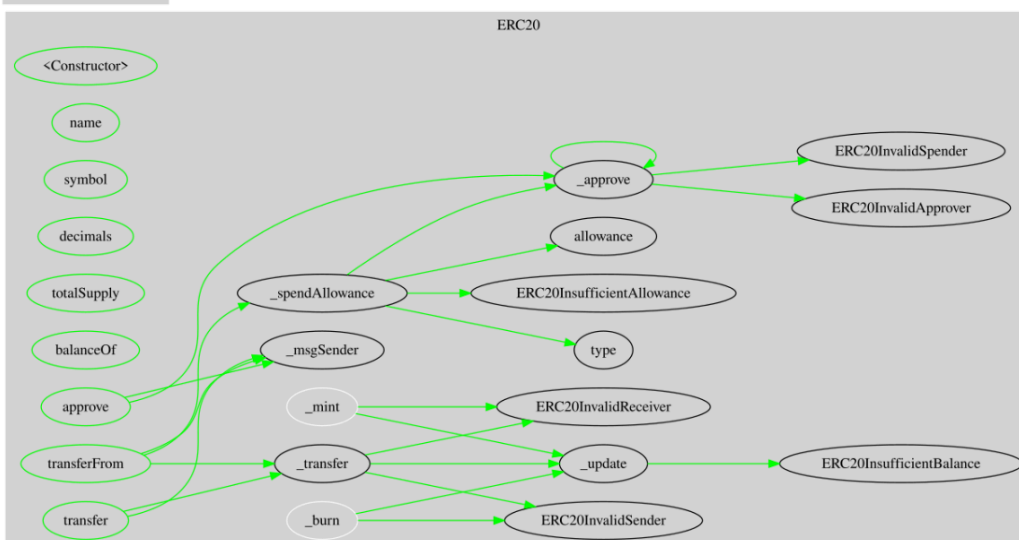 ERC20
<Constructor>
name
symbol
decimals
totalSupply
balanceOf
approve
transferFrom
transfer
_spendAllowance
_msgSender
_mint
_transfer
_burn
_approve
allowance
ERC20InsufficientAllowance
type
ERC20InvalidReceiver
_update
ERC20InvalidSender
ERC20InvalidSpender
ERC20InvalidApprover
ERC20InsufficientBalance